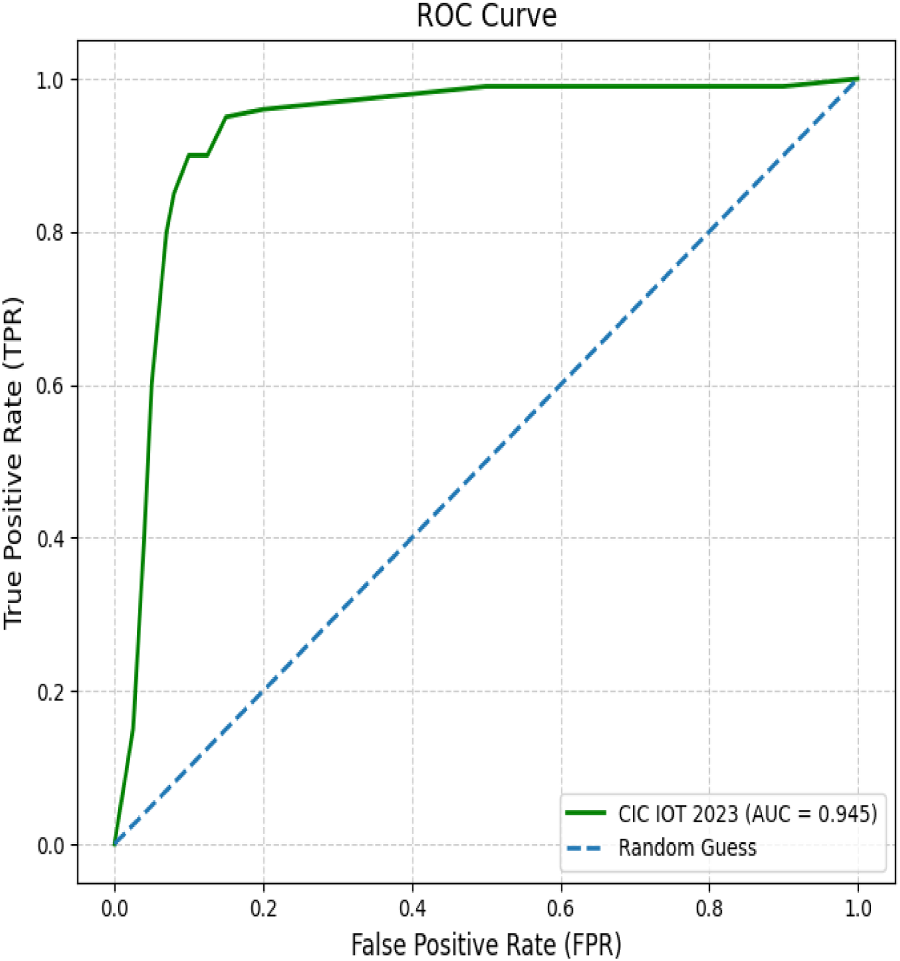 ROC Curve
True Positive Rate (TPR)
1.0
0.8
0.6
0.4
0.2
0.0
CIC IOT 2023 (AUC = 0.945)
Random Guess
0.0 0.2 0.4 0.6 0.8 1.0
False Positive Rate (FPR)